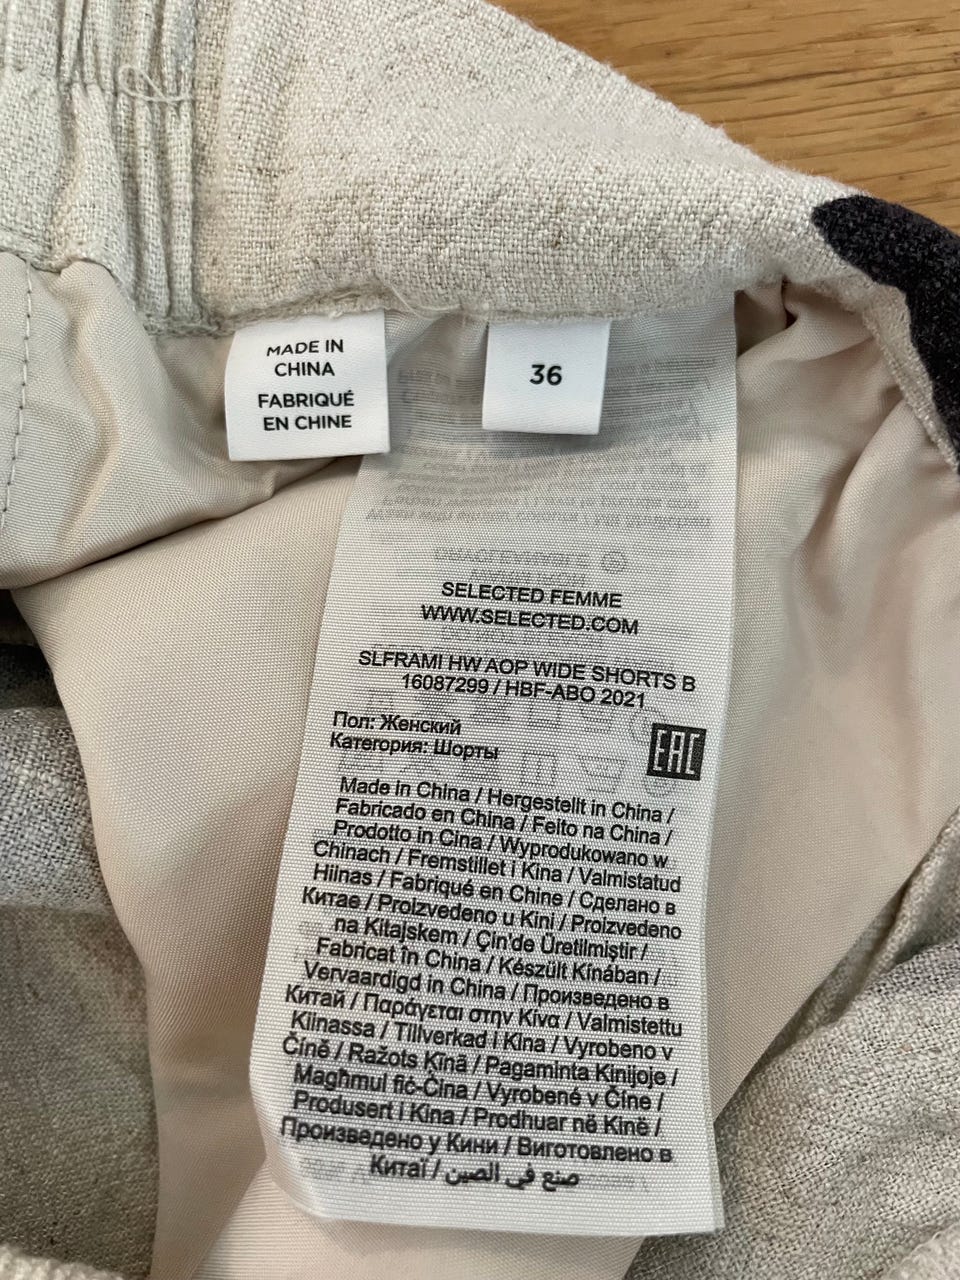 MADE IN
CHINA
FABRIQUÉ
EN CHINE
36
SELECTED FEMME
WWW.SELECTED.COM
SLFRAMI HW AOP WIDE SHORTS B
16087299 / HBF-ABO 2021
Пол: Женский
Категория: Шорты
EAC
Made in China / Hergestellt in China /
Fabricado en China / Feito na China /
Prodotto in Cina / Wyprodukowano w
Chinach / Fremstillet i Kina / Valmistatud
Hiinas / Fabriqué en Chine / Сделано в
Китае / Proizvedeno u Kini / Proizvedeno
na Kitajskem / Çin'de Üretilmiştir /
Fabricat în China / Készült Kínában /
Vervaardigd in China / Произведено в
Китай / Παράγεται στην Κίνα / Valmistettu
Kiinassa / Tillverkad i Kina / Vyrobeno v
Číně / Ražots Ķīnā / Pagaminta Kinijoje /
Magħmul fiċ-Ċina / Vyrobené v Číne /
Produsert i Kina / Prodhuar në Kinë /
Произведено у Кини / Виготовлено в
Китаї / صنع في الصين